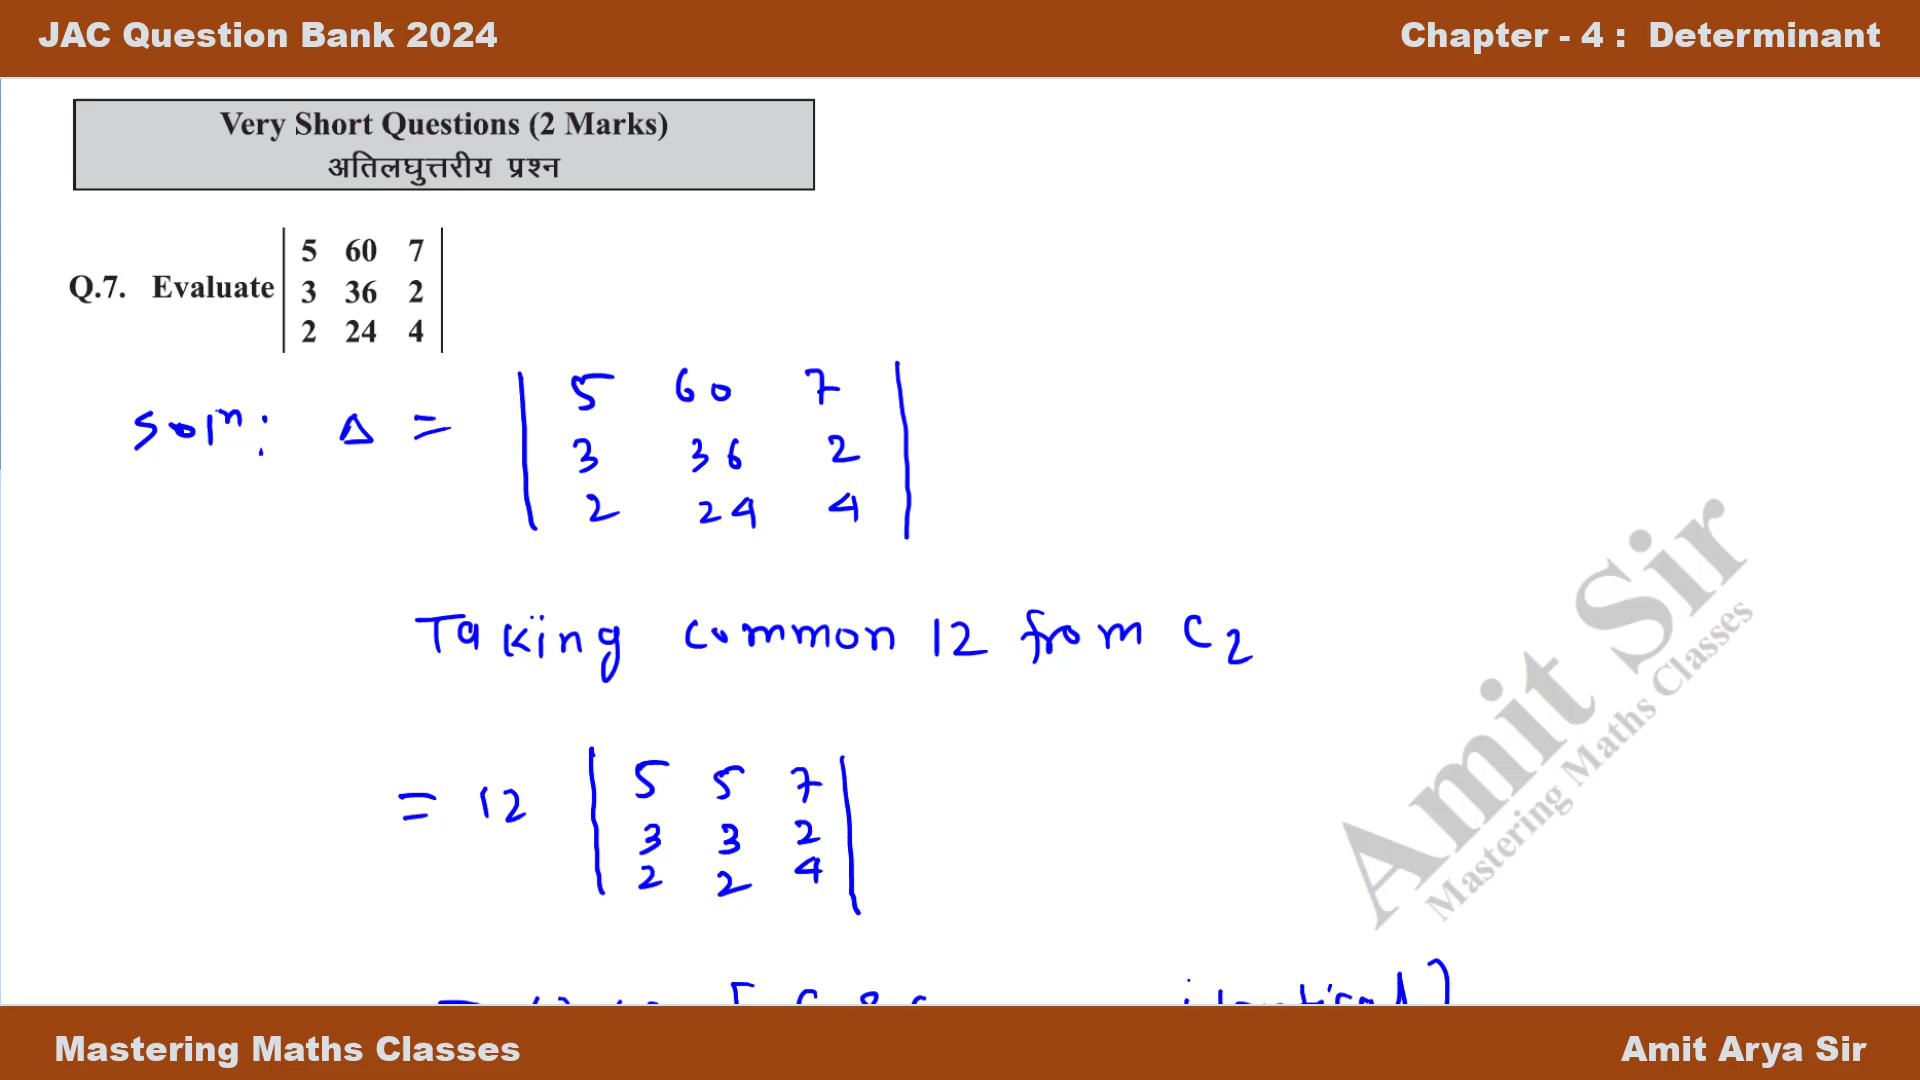 JAC Question Bank 2024
Chapter - 4 : Determinant
Very Short Questions (2 Marks)
अतिलघुत्तरीय प्रश्न
Q.7. Evaluate
5 60 7
3 36 2
2 24 4
Soln: Δ =
5 60 7
3 36 2
2 24 4
Taking common 12 from C2
= 12
5 5 7
3 3 2
2 2 4
identical]
Amit Sir
Mastering Maths Classes
Mastering Maths Classes
Amit Arya Sir